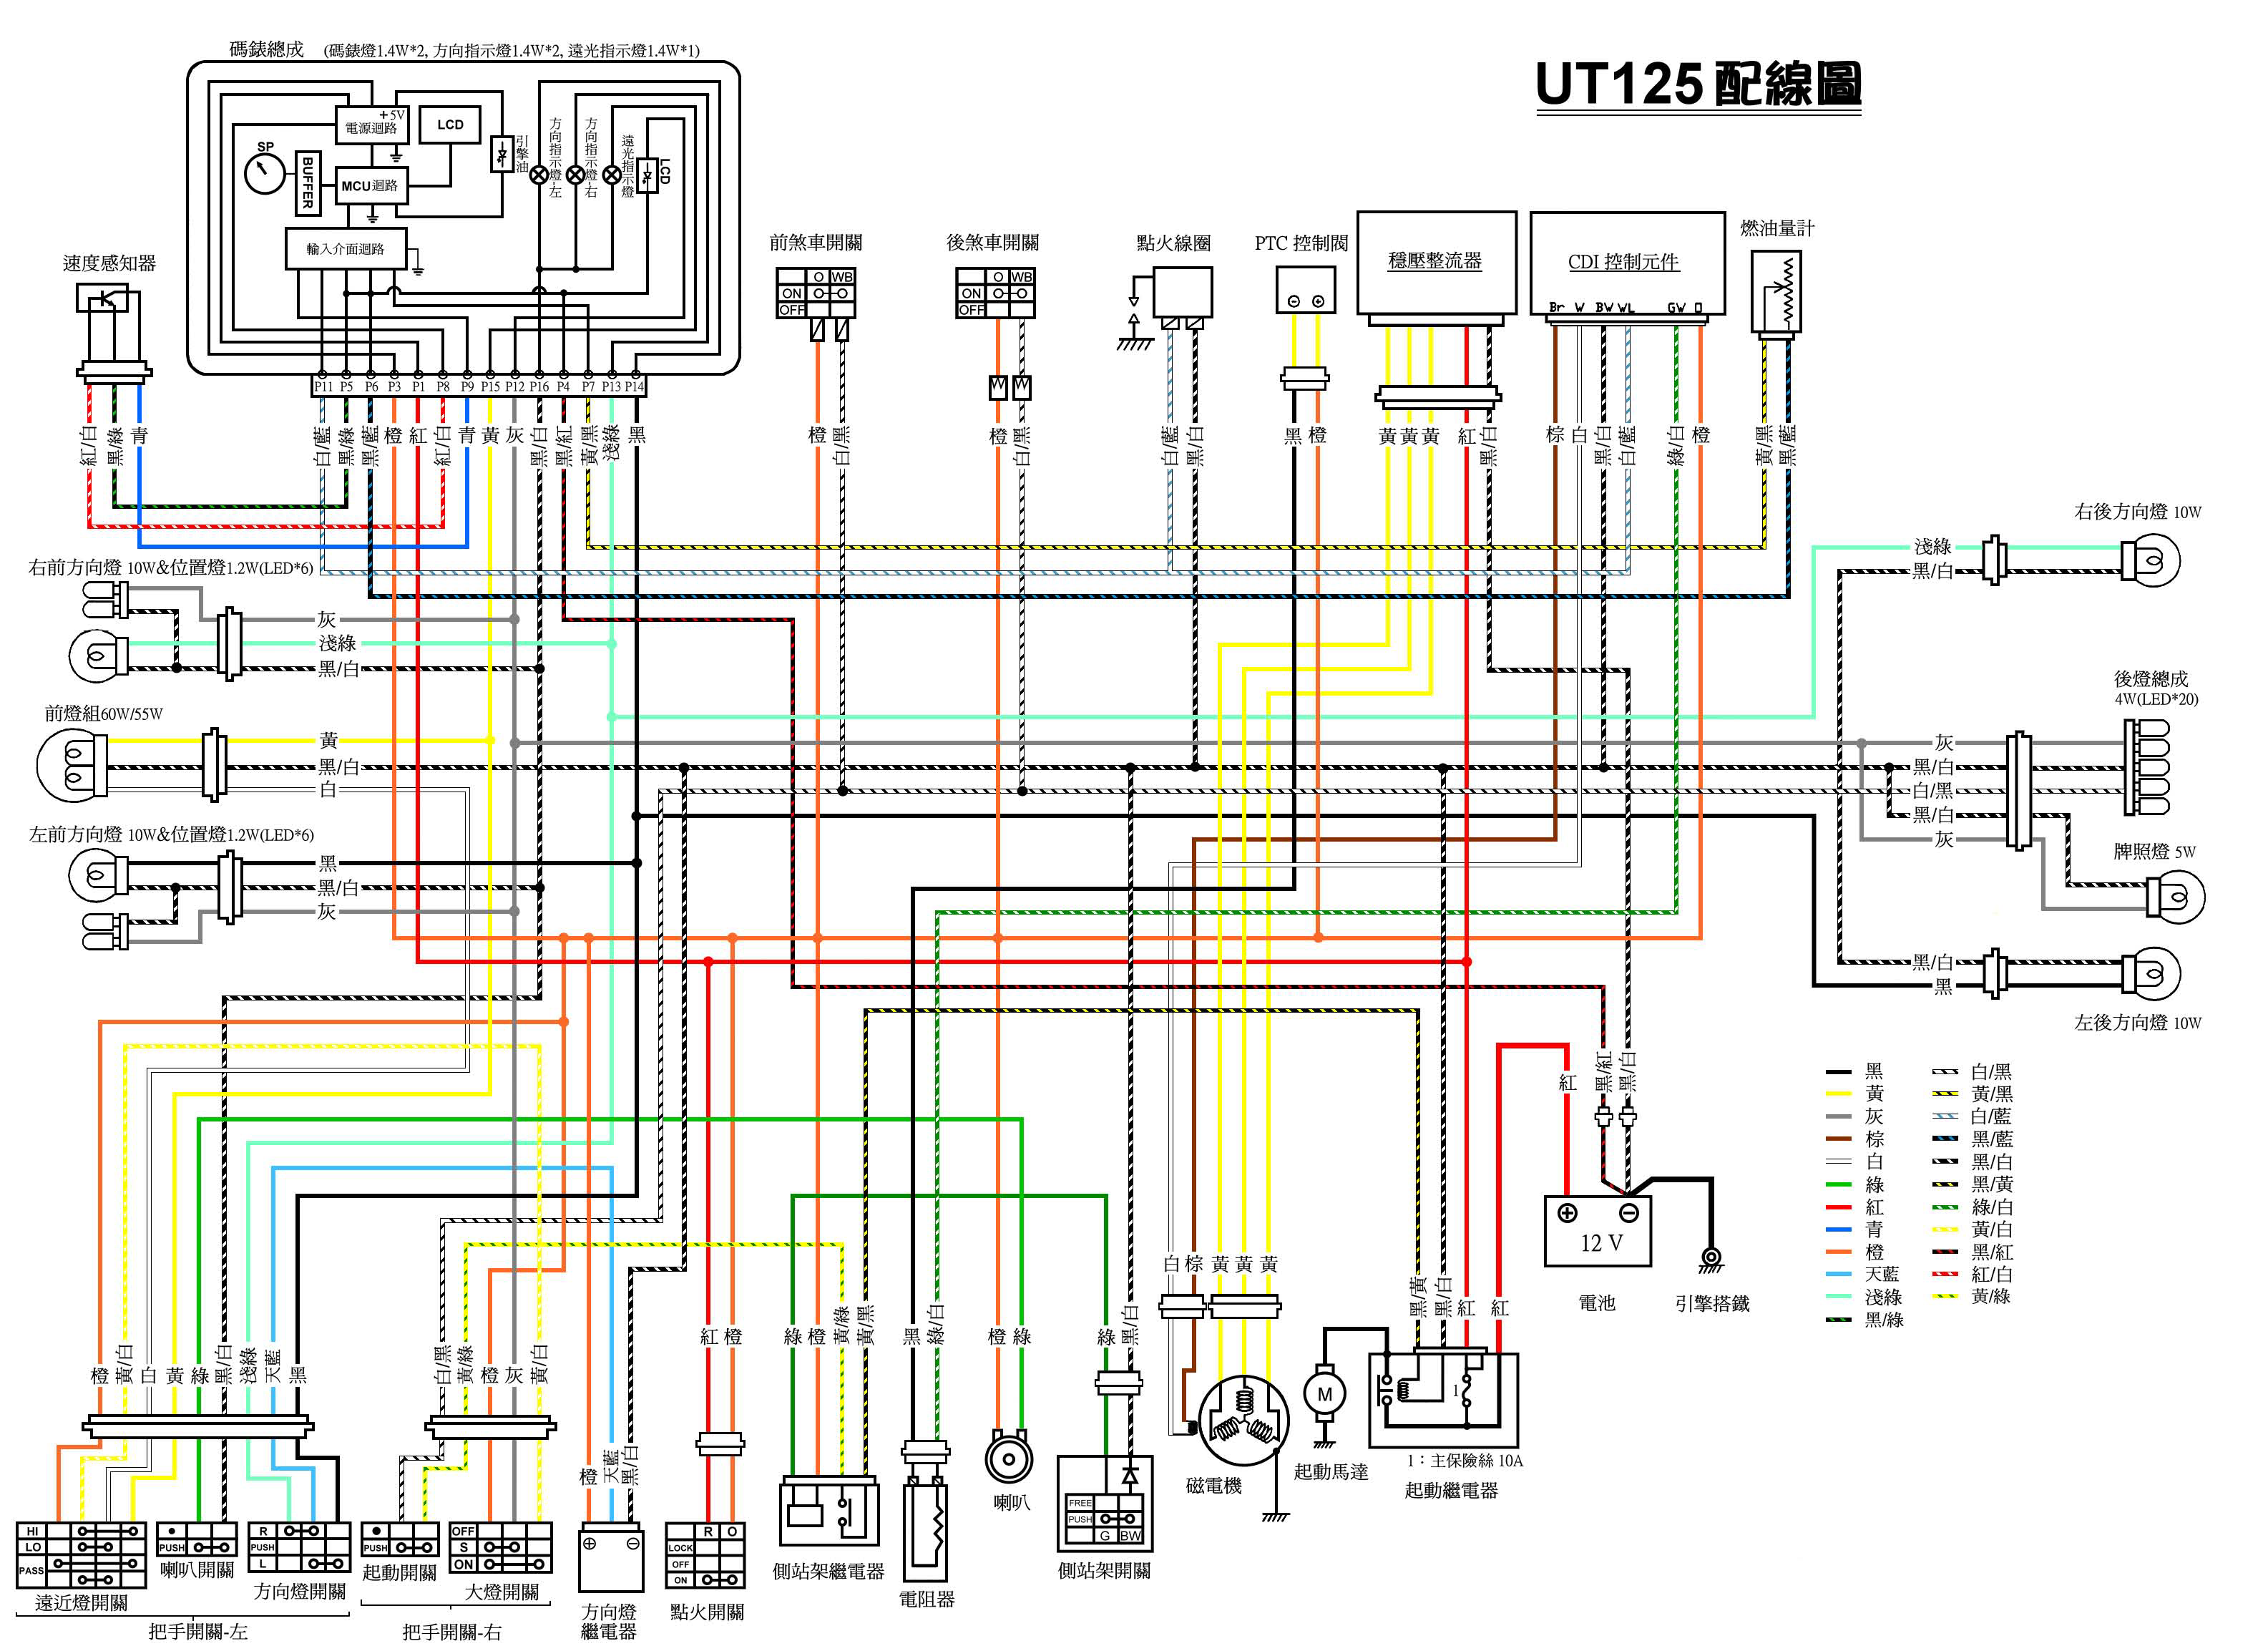 UT125 配線圖
碼錶總成 (碼錶燈1.4W*2, 方向指示燈1.4W*2, 遠光指示燈1.4W*1)
+5V
電源迴路
LCD
SP
BUFFER
MCU迴路
輸入介面迴路
引擎油
方向指示燈-左
方向指示燈-右
遠光指示燈
LCD
P11 P5 P6 P3 P1 P8 P9 P15 P12 P16 P4 P7 P13 P14
速度感知器
前煞車開關
WB
ON
OFF
後煞車開關
WB
ON
OFF
點火線圈
PTC 控制閥
穩壓整流器
CDI 控制元件
Br W BW WL GW O
燃油量計
紅/白 黑/綠 青
白/藍 黑/綠 黑/藍 橙 紅 紅/白 青 黃 灰 黑/白 黑/紅 黃/黑 淺綠 黑
橙 白/黑
橙 白/黑
白/藍 黑/白
黑 橙
黃 黃 黃 紅 黑/白
棕 白 黑/白 白/藍 綠/白 橙
黃/黑 黑/藍
右前方向燈 10W&位置燈1.2W(LED*6)
灰
淺綠
黑/白
前燈組60W/55W
黃
黑/白
白
左前方向燈 10W&位置燈1.2W(LED*6)
黑
黑/白
灰
右後方向燈 10W
淺綠
黑/白
後燈總成
4W(LED*20)
灰
黑/白
白/黑
黑/白
灰
牌照燈 5W
黑/白
黑
左後方向燈 10W
黑 白/黑
黃 黃/黑
灰 白/藍
棕 黑/藍
白 黑/白
綠 黑/黃
紅 綠/白
青 黃/白
橙 黑/紅
天藍 紅/白
淺綠 黃/綠
黑/綠
紅 黑/紅 黑/白
12 V
電池
引擎搭鐵
橙 黃/白 白 黃 綠 黑/白 淺綠 天藍 黑
白/黑 黃/綠 橙 灰 黃/白
橙 天藍 黑/白
紅 橙
綠 橙 黃/綠 黃/黑
黑 綠/白
橙 綠
綠 黑/白
白 棕 黃 黃 黃
黑/黃 黑/白 紅 紅
HI
LO
PASS
遠近燈開關
PUSH
喇叭開關
R
PUSH
L
方向燈開關
把手開關-左
PUSH
起動開關
OFF
S
ON
大燈開關
把手開關-右
方向燈
繼電器
R O
LOCK
OFF
ON
點火開關
側站架繼電器
電阻器
喇叭
FREE
PUSH
G BW
側站架開關
磁電機
M
起動馬達
1
1：主保險絲 10A
起動繼電器